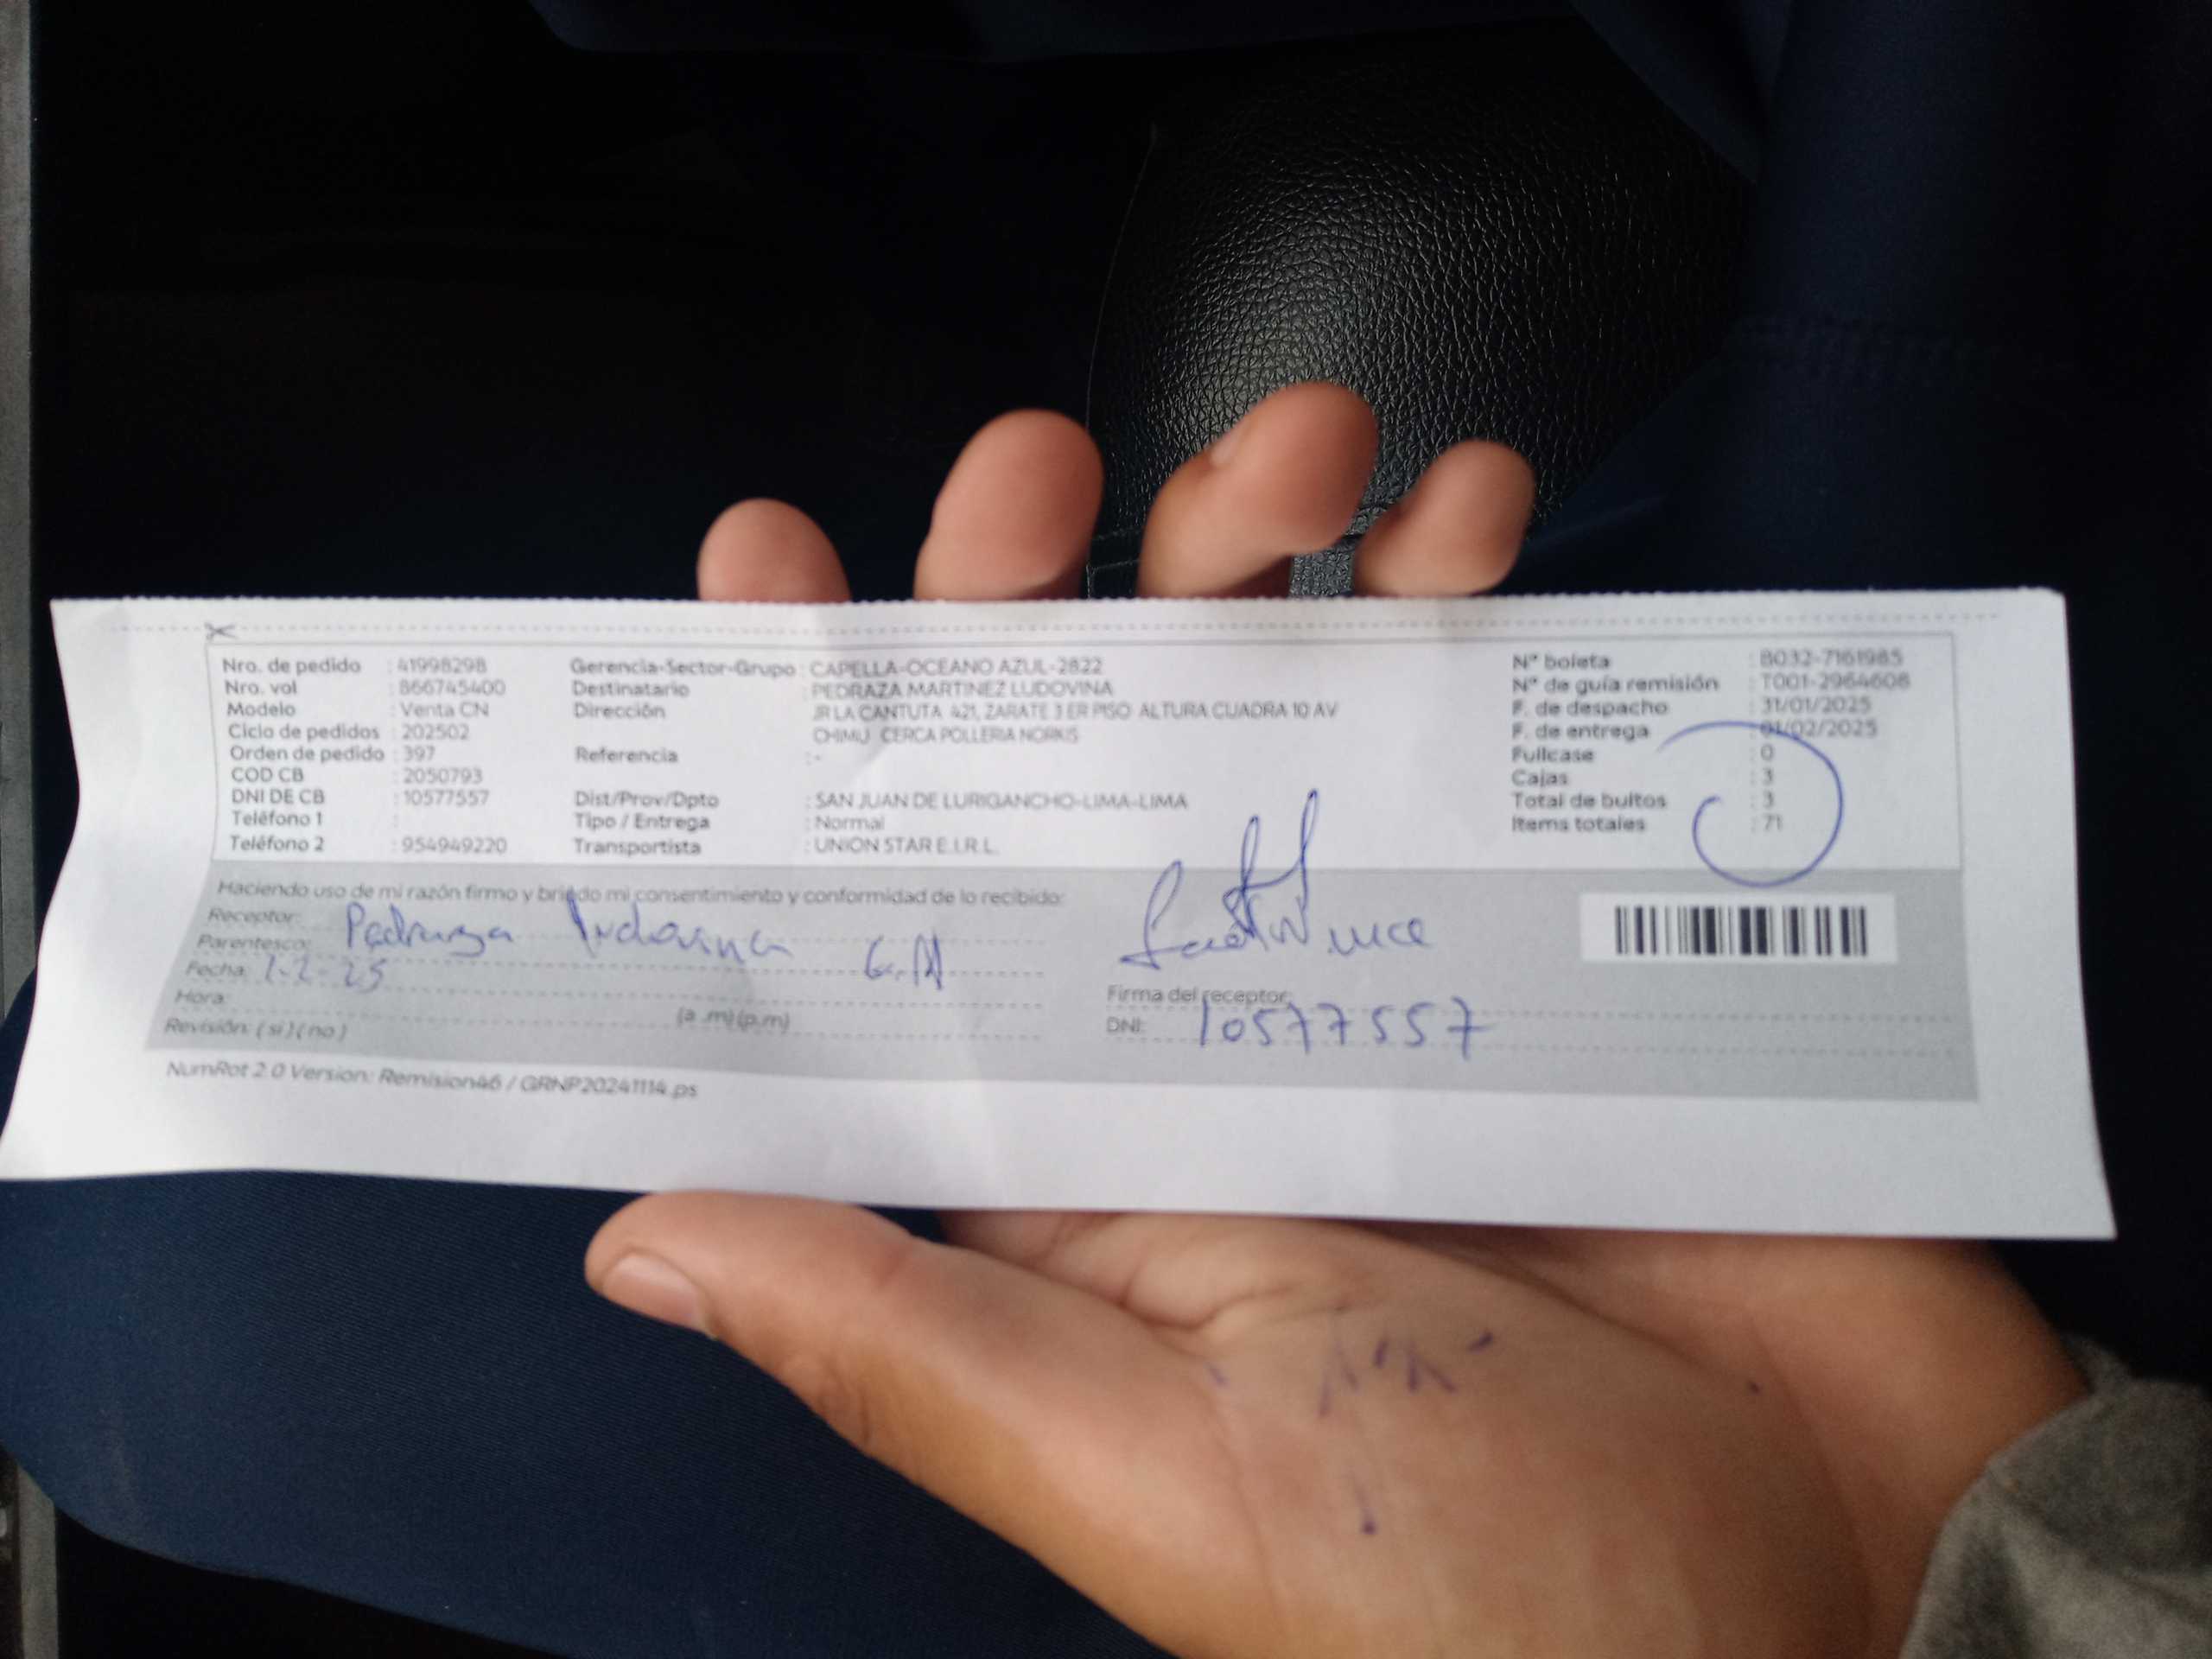 Nro. de pedido : 41998298
Nro. vol : 866745400
Modelo : Venta CN
Ciclo de pedidos : 202502
Orden de pedido : 397
COD CB : 2050793
DNI DE CB : 10577557
Teléfono 1 :
Teléfono 2 : 954949220
Gerencia-Sector-Grupo : CAPELLA-OCEANO AZUL-2822
Destinatario : PEDRAZA MARTINEZ LUDOVINA
Dirección JR LA CANTUTA 421, ZARATE 3 ER PISO ALTURA CUADRA 10 AV
CHIMU CERCA POLLERIA NORKIS
Referencia : -
Dist/Prov/Dpto : SAN JUAN DE LURIGANCHO-LIMA-LIMA
Tipo / Entrega : Normal
Transportista : UNION STAR E.I.R.L.
N° boleta : B032-7161985
N° de guía remisión : T001-2964608
F. de despacho : 31/01/2025
F. de entrega : 01/02/2025
Fullcase : 0
Cajas : 3
Total de bultos : 3
Items totales : 71
Haciendo uso de mi razón firmo y brindo mi consentimiento y conformidad de lo recibido:
Receptor: Pedraza Ludovina
Parentesco:
Fecha: 1-2-25
Hora: (a .m) (p.m)
Revisión: ( si ) ( no )
Firma del receptor:
DNI: 10577557
NumRot 2.0 Version: Remision46 / GRNP20241114.ps